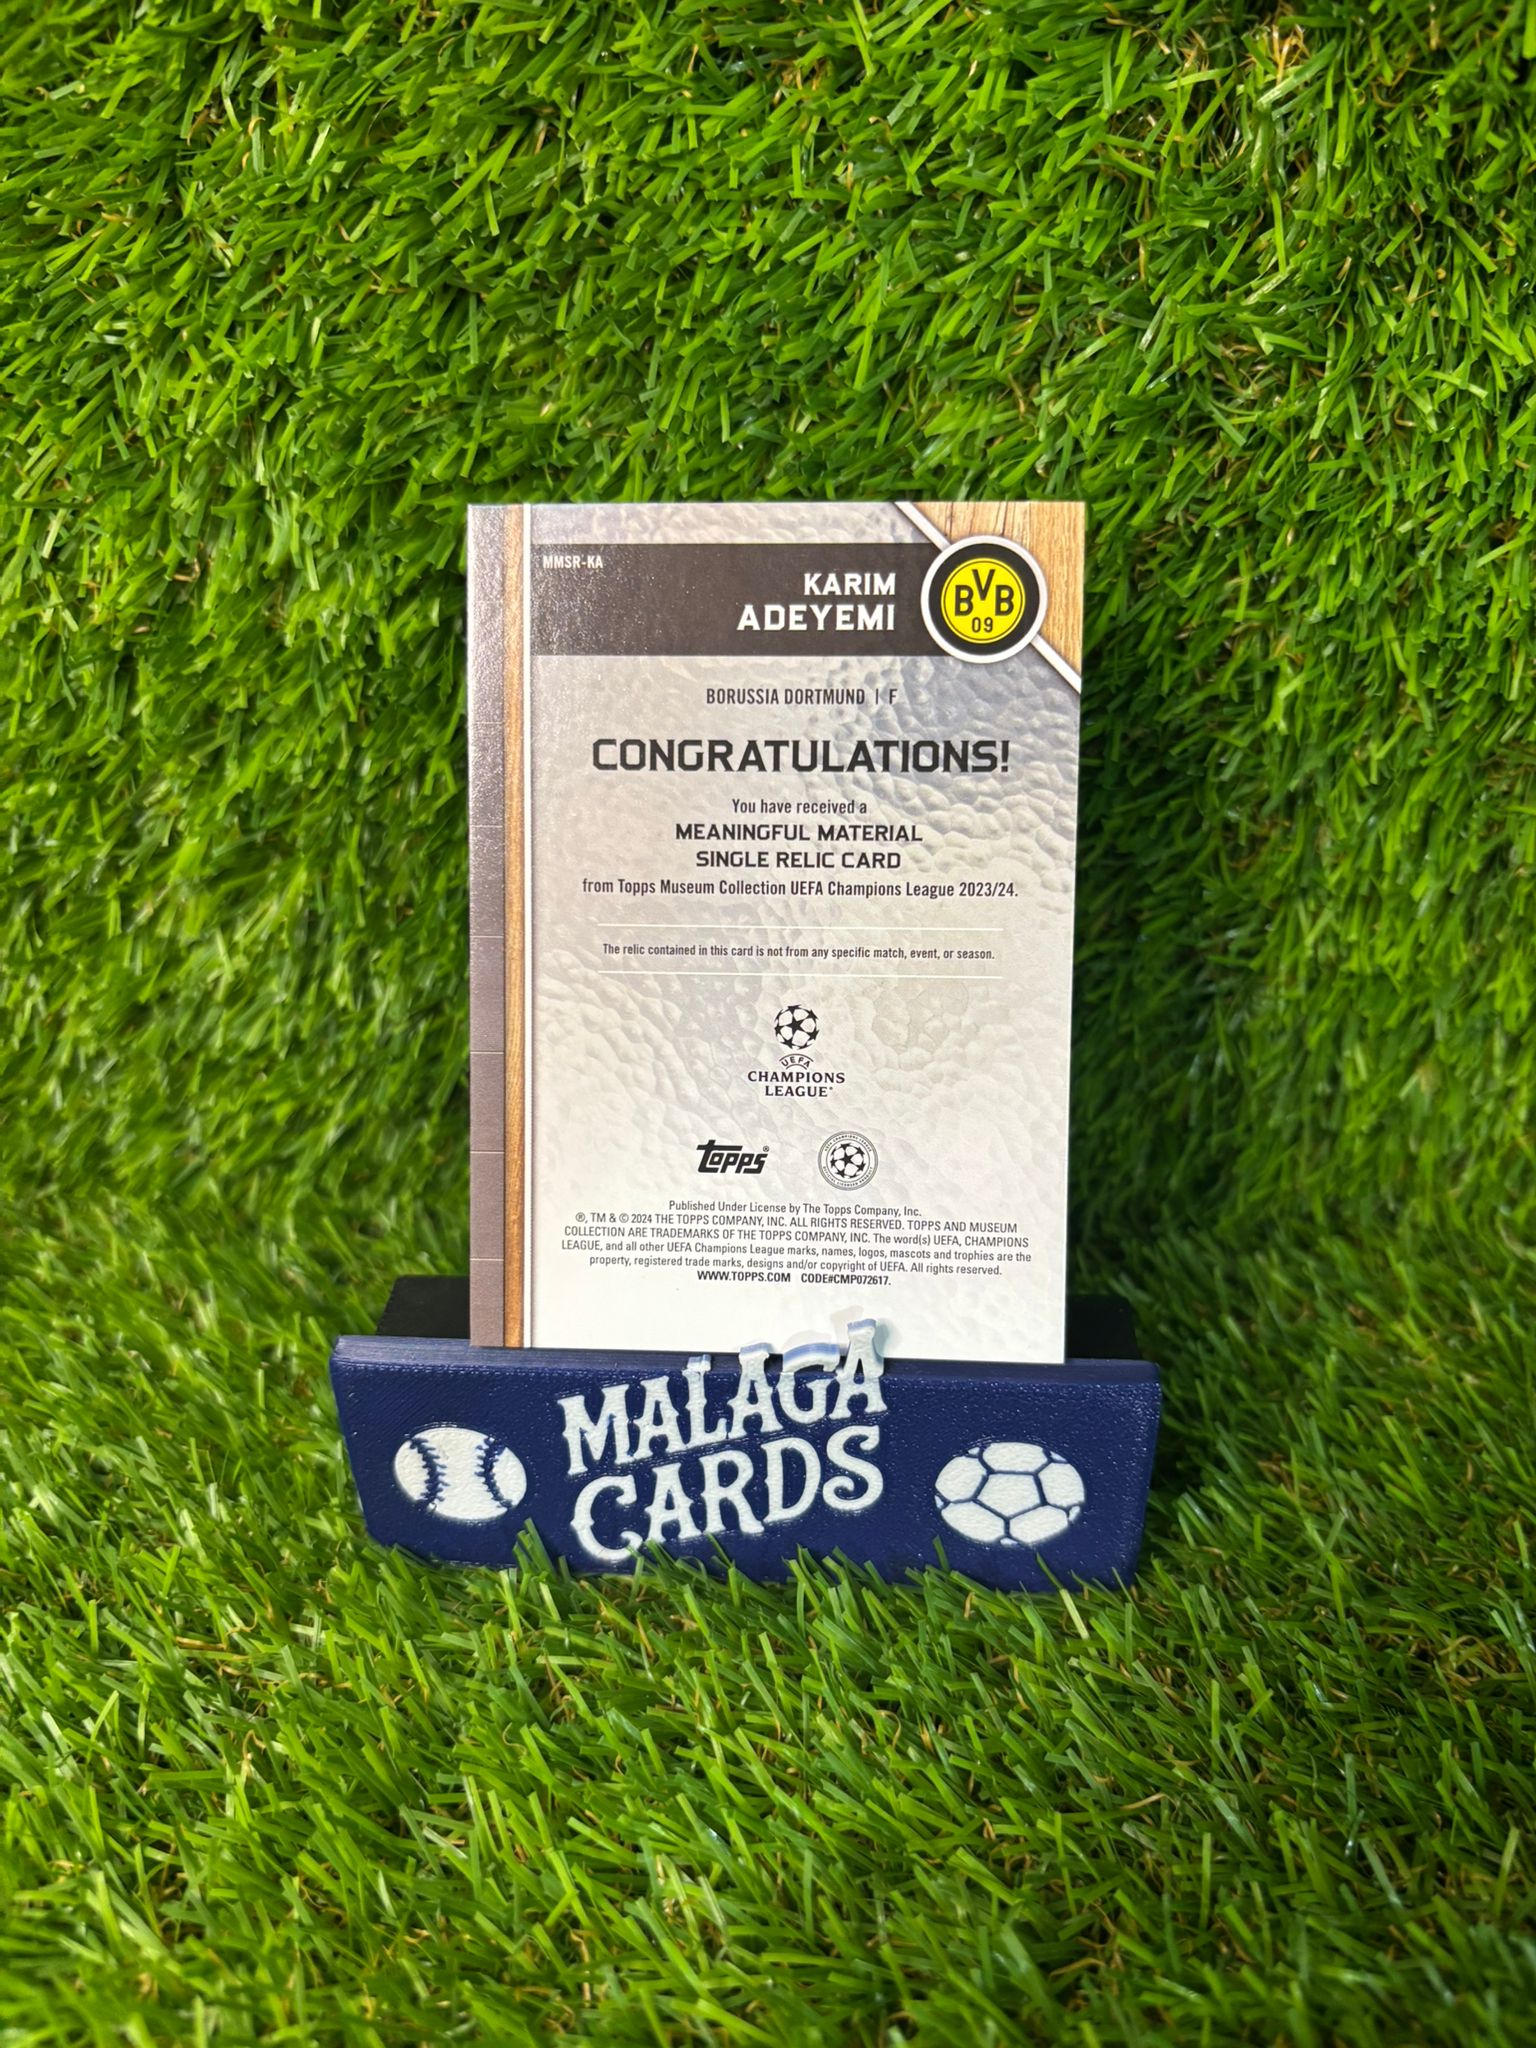 MMSR-KA
KARIM
ADEYEMI
BVB
09
BORUSSIA DORTMUND | F
CONGRATULATIONS!
You have received a
MEANINGFUL MATERIAL
SINGLE RELIC CARD
from Topps Museum Collection UEFA Champions League 2023/24.
The relic contained in this card is not from any specific match, event, or season.
UEFA
CHAMPIONS
LEAGUE®
topps®
Published Under License by The Topps Company, Inc.
®, TM & © 2024 THE TOPPS COMPANY, INC. ALL RIGHTS RESERVED. TOPPS AND MUSEUM
COLLECTION ARE TRADEMARKS OF THE TOPPS COMPANY, INC. The word(s) UEFA, CHAMPIONS
LEAGUE, and all other UEFA Champions League marks, names, logos, mascots and trophies are the
property, registered trade marks, designs and/or copyright of UEFA. All rights reserved.
WWW.TOPPS.COM CODE#CMP072617.
MALAGA
CARDS